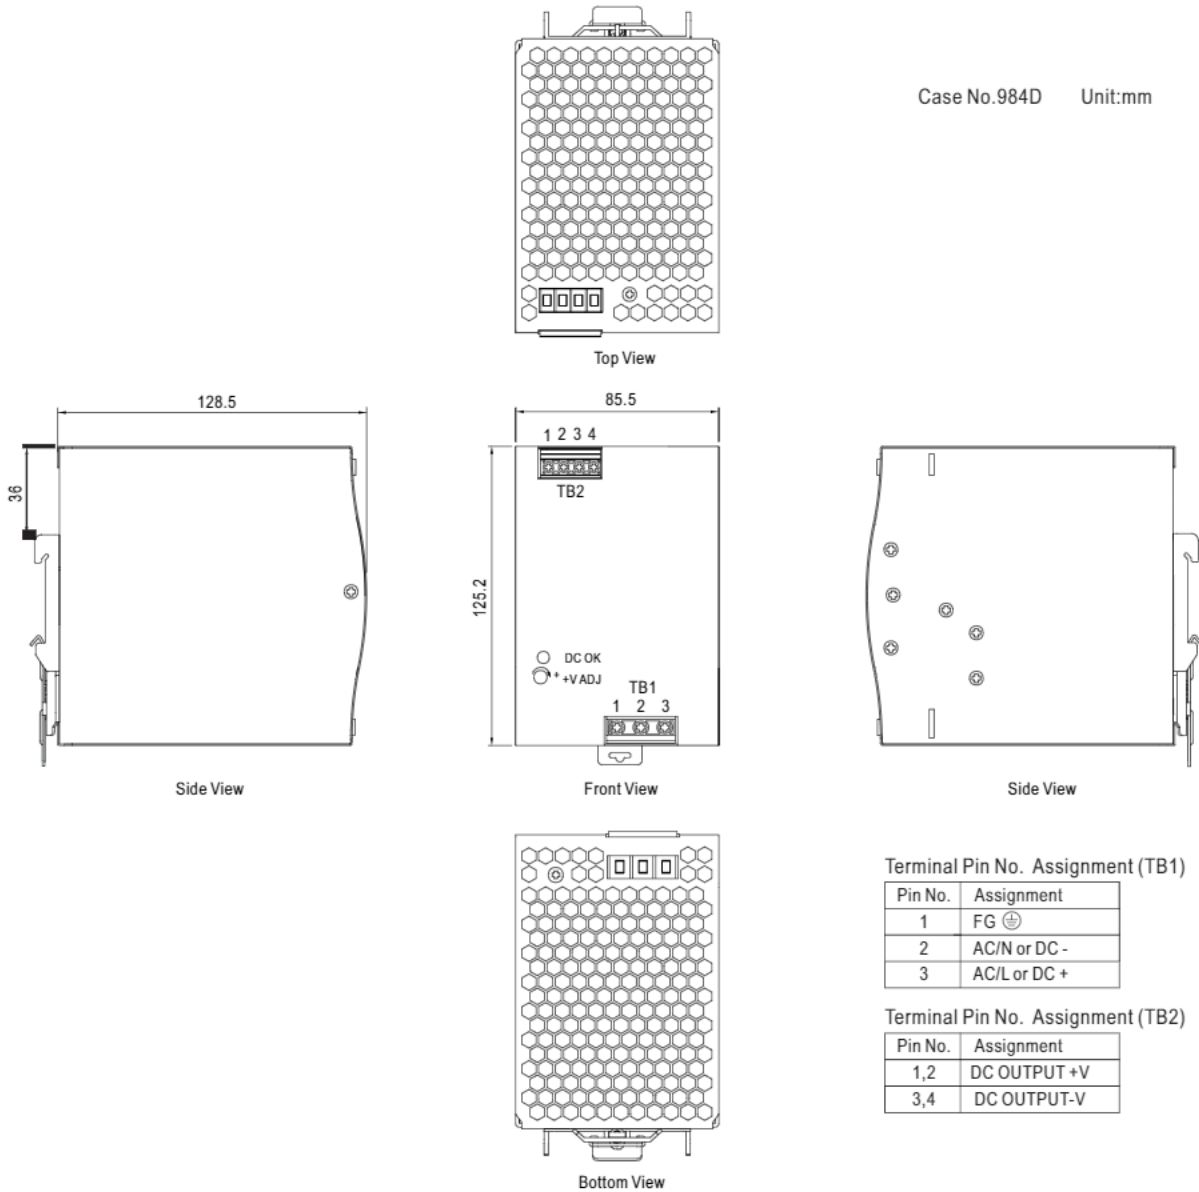 Case No.984D Unit:mm
Top View
128.5
36
Side View
85.5
1 2 3 4
TB2
125.2
DC OK
+ +V ADJ
TB1
1 2 3
Front View
Side View
Bottom View
Terminal Pin No. Assignment (TB1)
Pin No. Assignment
1 FG
2 AC/N or DC -
3 AC/L or DC +
Terminal Pin No. Assignment (TB2)
Pin No. Assignment
1,2 DC OUTPUT +V
3,4 DC OUTPUT-V